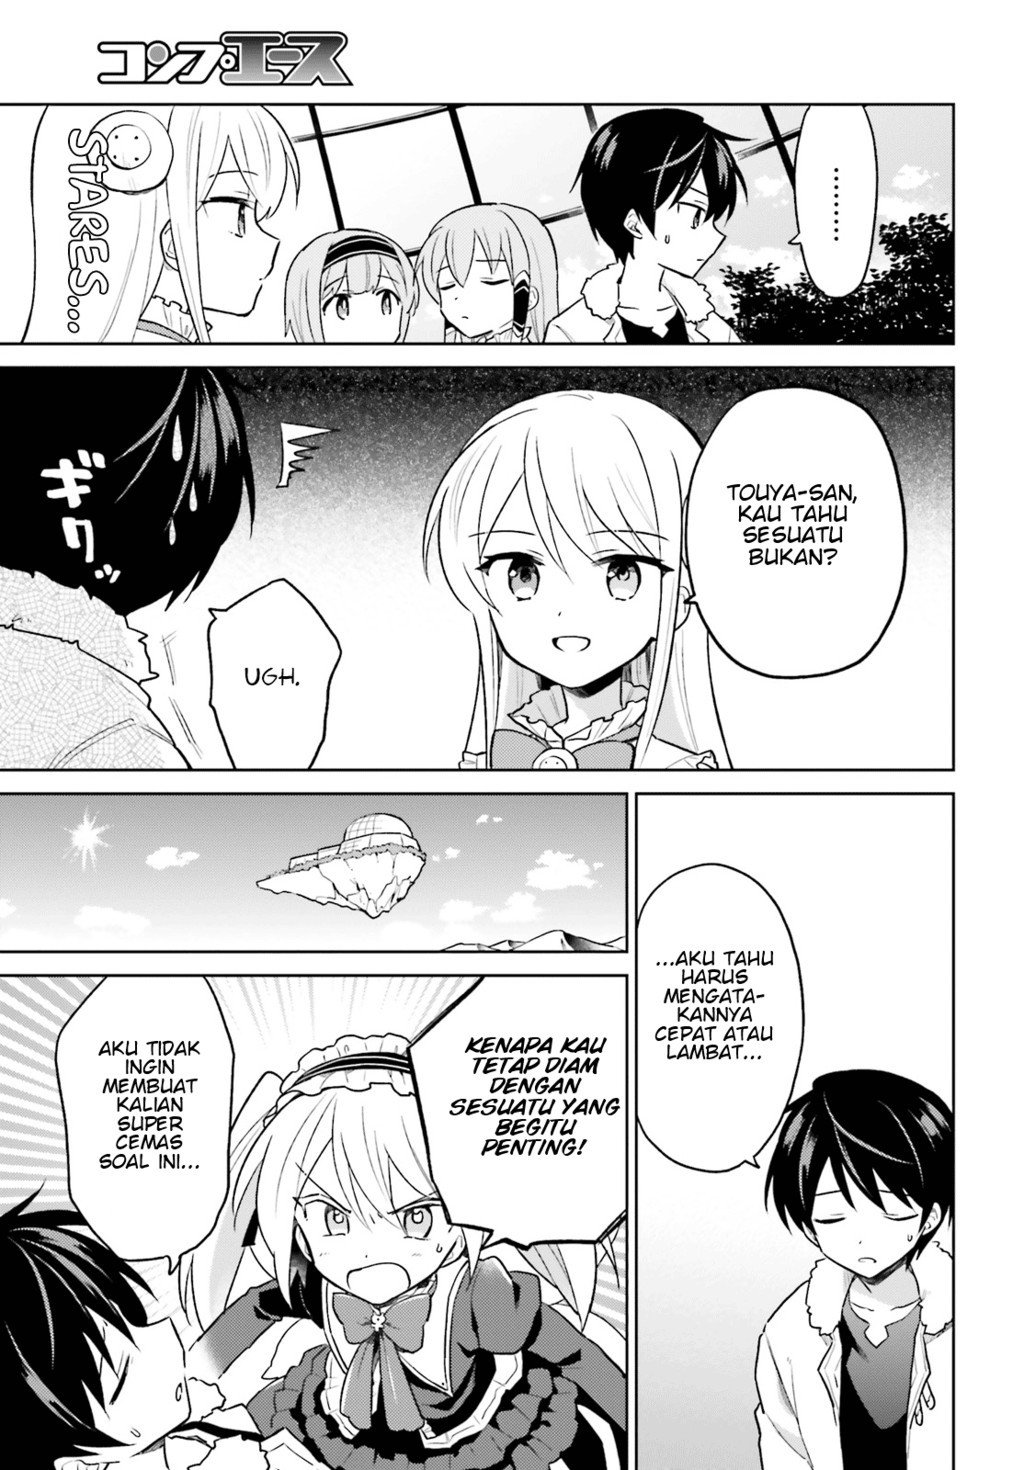 コンプ・エース
.........
STARES...
TOUYA-SAN,
KAU TAHU
SESUATU
BUKAN?
ギクッ
UGH.
...AKU TAHU
HARUS
MENGATA-
KANNYA
CEPAT ATAU
LAMBAT...
KENAPA KAU
TETAP DIAM
DENGAN
SESUATU YANG
BEGITU
PENTING!
AKU TIDAK
INGIN
MEMBUAT
KALIAN
SUPER
CEMAS
SOAL INI...